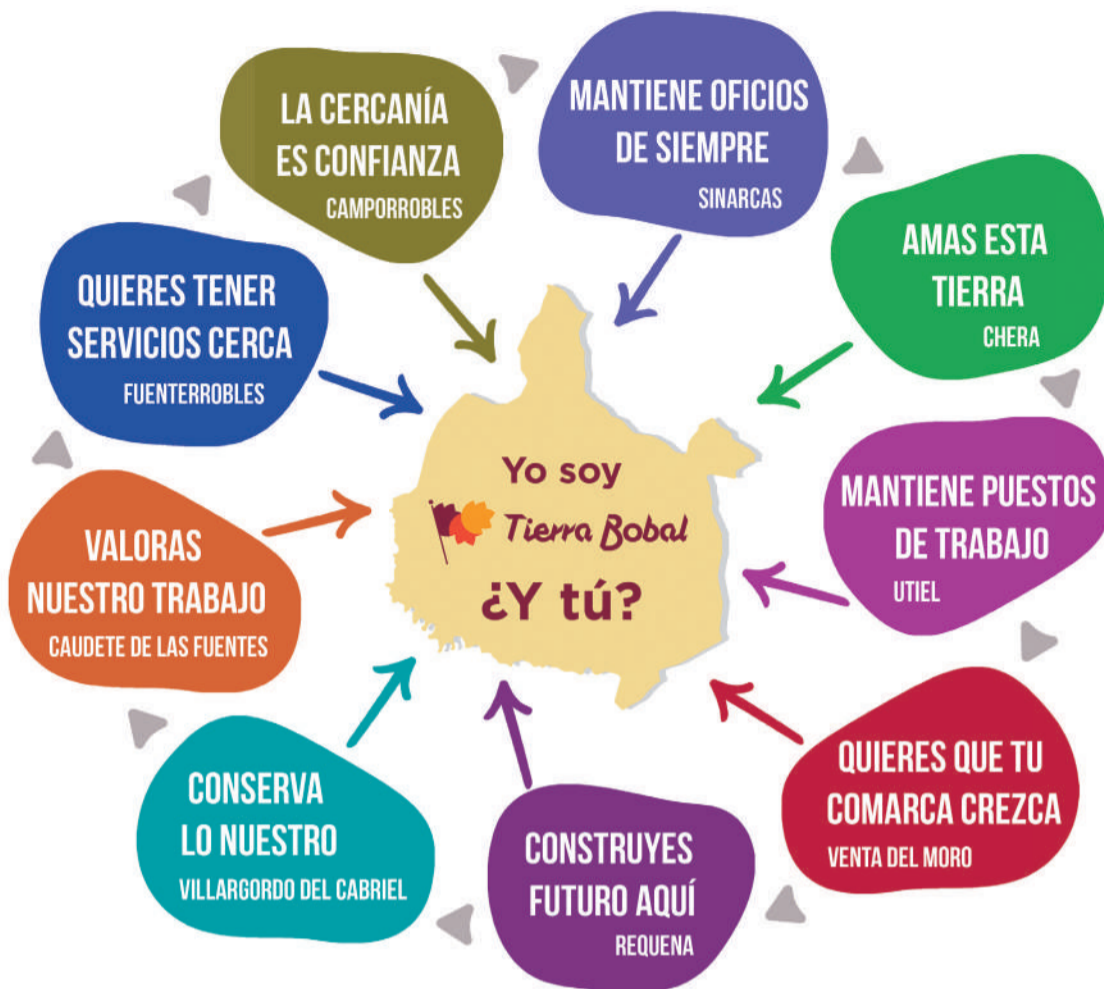 LA CERCANÍA
ES CONFIANZA
CAMPORROBLES
MANTIENE OFICIOS
DE SIEMPRE
SINARCAS
AMAS ESTA
TIERRA
CHERA
MANTIENE PUESTOS
DE TRABAJO
UTIEL
QUIERES QUE TU
COMARCA CREZCA
VENTA DEL MORO
CONSTRUYES
FUTURO AQUÍ
REQUENA
CONSERVA
LO NUESTRO
VILLARGORDO DEL CABRIEL
VALORAS
NUESTRO TRABAJO
CAUDETE DE LAS FUENTES
QUIERES TENER
SERVICIOS CERCA
FUENTERROBLES
Yo soy
Tierra Bobal
¿Y tú?